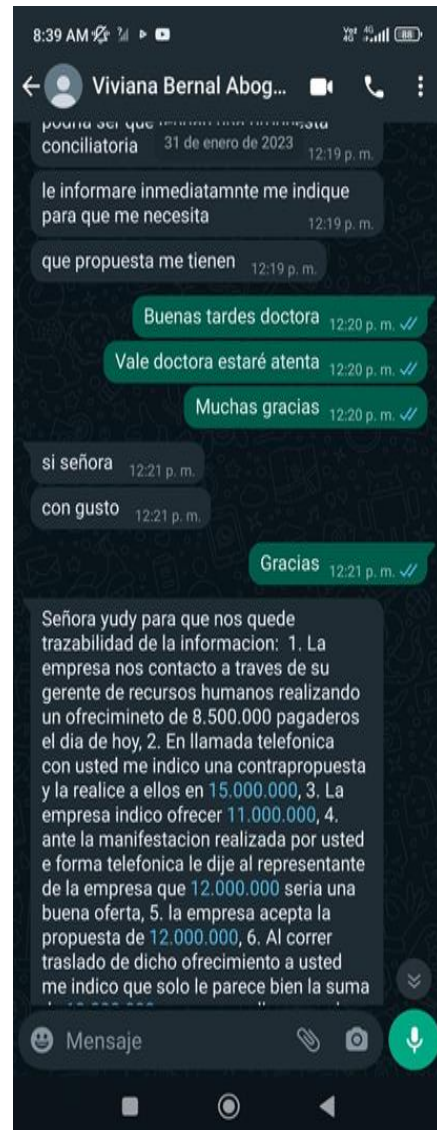 8:39 AM
4G
88
Viviana Bernal Abog...
podria ser que tengan una propuesta
conciliatoria
31 de enero de 2023
12:19 p. m.
le informare inmediatamnte me indique
para que me necesita
12:19 p. m.
que propuesta me tienen 12:19 p. m.
Buenas tardes doctora 12:20 p. m.
Vale doctora estaré atenta 12:20 p. m.
Muchas gracias 12:20 p. m.
si señora 12:21 p. m.
con gusto 12:21 p. m.
Gracias 12:21 p. m.
Señora yudy para que nos quede
trazabilidad de la informacion: 1. La
empresa nos contacto a traves de su
gerente de recursos humanos realizando
un ofrecimineto de 8.500.000 pagaderos
el dia de hoy, 2. En llamada telefonica
con usted me indico una contrapropuesta
y la realice a ellos en 15.000.000, 3. La
empresa indico ofrecer 11.000.000, 4.
ante la manifestacion realizada por usted
e forma telefonica le dije al representante
de la empresa que 12.000.000 seria una
buena oferta, 5. la empresa acepta la
propuesta de 12.000.000, 6. Al correr
traslado de dicho ofrecimiento a usted
me indico que solo le parece bien la suma
Mensaje